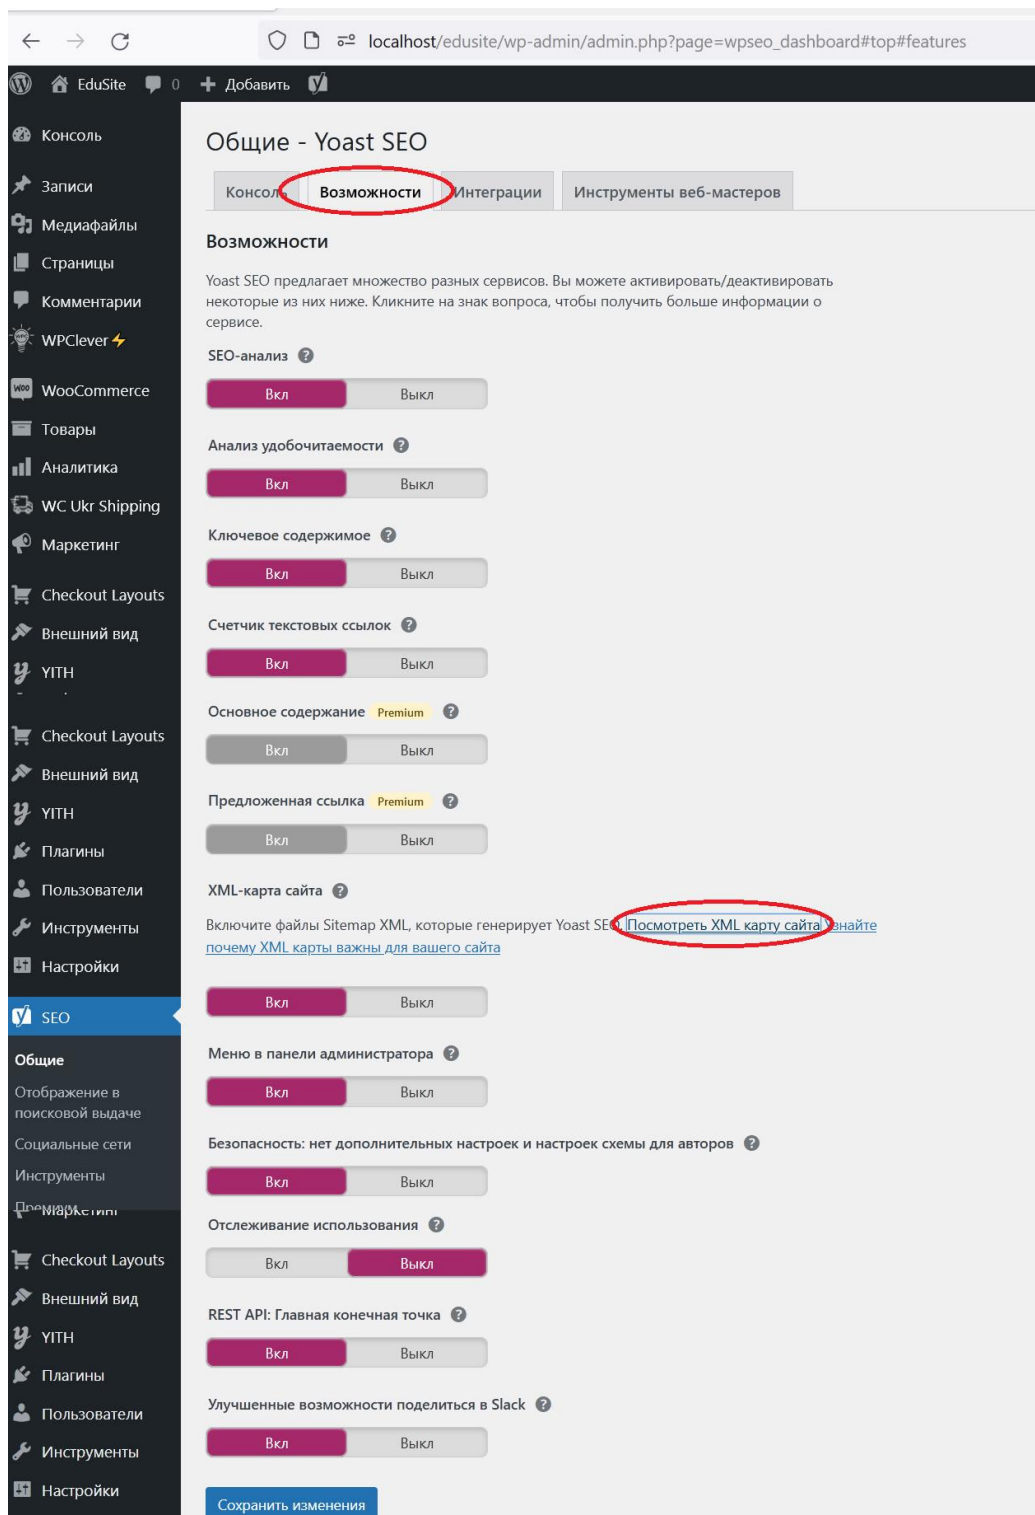 localhost/edusite/wp-admin/admin.php?page=wpseo_dashboard#top#features
EduSite 0 Добавить
Консоль
Записи
Медиафайлы
Страницы
Комментарии
WPClever
WooCommerce
Товары
Аналитика
WC Ukr Shipping
Маркетинг
Checkout Layouts
Внешний вид
YITH
Checkout Layouts
Внешний вид
YITH
Плагины
Пользователи
Инструменты
Настройки
SEO
Общие
Отображение в
поисковой выдаче
Социальные сети
Инструменты
Премиум
Маркетинг
Checkout Layouts
Внешний вид
YITH
Плагины
Пользователи
Инструменты
Настройки
Общие - Yoast SEO
Консоль Возможности Интеграции Инструменты веб-мастеров
Возможности
Yoast SEO предлагает множество разных сервисов. Вы можете активировать/деактивировать
некоторые из них ниже. Кликните на знак вопроса, чтобы получить больше информации о
сервисе.
SEO-анализ
Вкл Выкл
Анализ удобочитаемости
Вкл Выкл
Ключевое содержимое
Вкл Выкл
Счетчик текстовых ссылок
Вкл Выкл
Основное содержание Premium
Вкл Выкл
Предложенная ссылка Premium
Вкл Выкл
XML-карта сайта
Включите файлы Sitemap XML, которые генерирует Yoast SEO. Посмотреть XML карту сайта Узнайте
почему XML карты важны для вашего сайта
Вкл Выкл
Меню в панели администратора
Вкл Выкл
Безопасность: нет дополнительных настроек и настроек схемы для авторов
Вкл Выкл
Отслеживание использования
Вкл Выкл
REST API: Главная конечная точка
Вкл Выкл
Улучшенные возможности поделиться в Slack
Вкл Выкл
Сохранить изменения